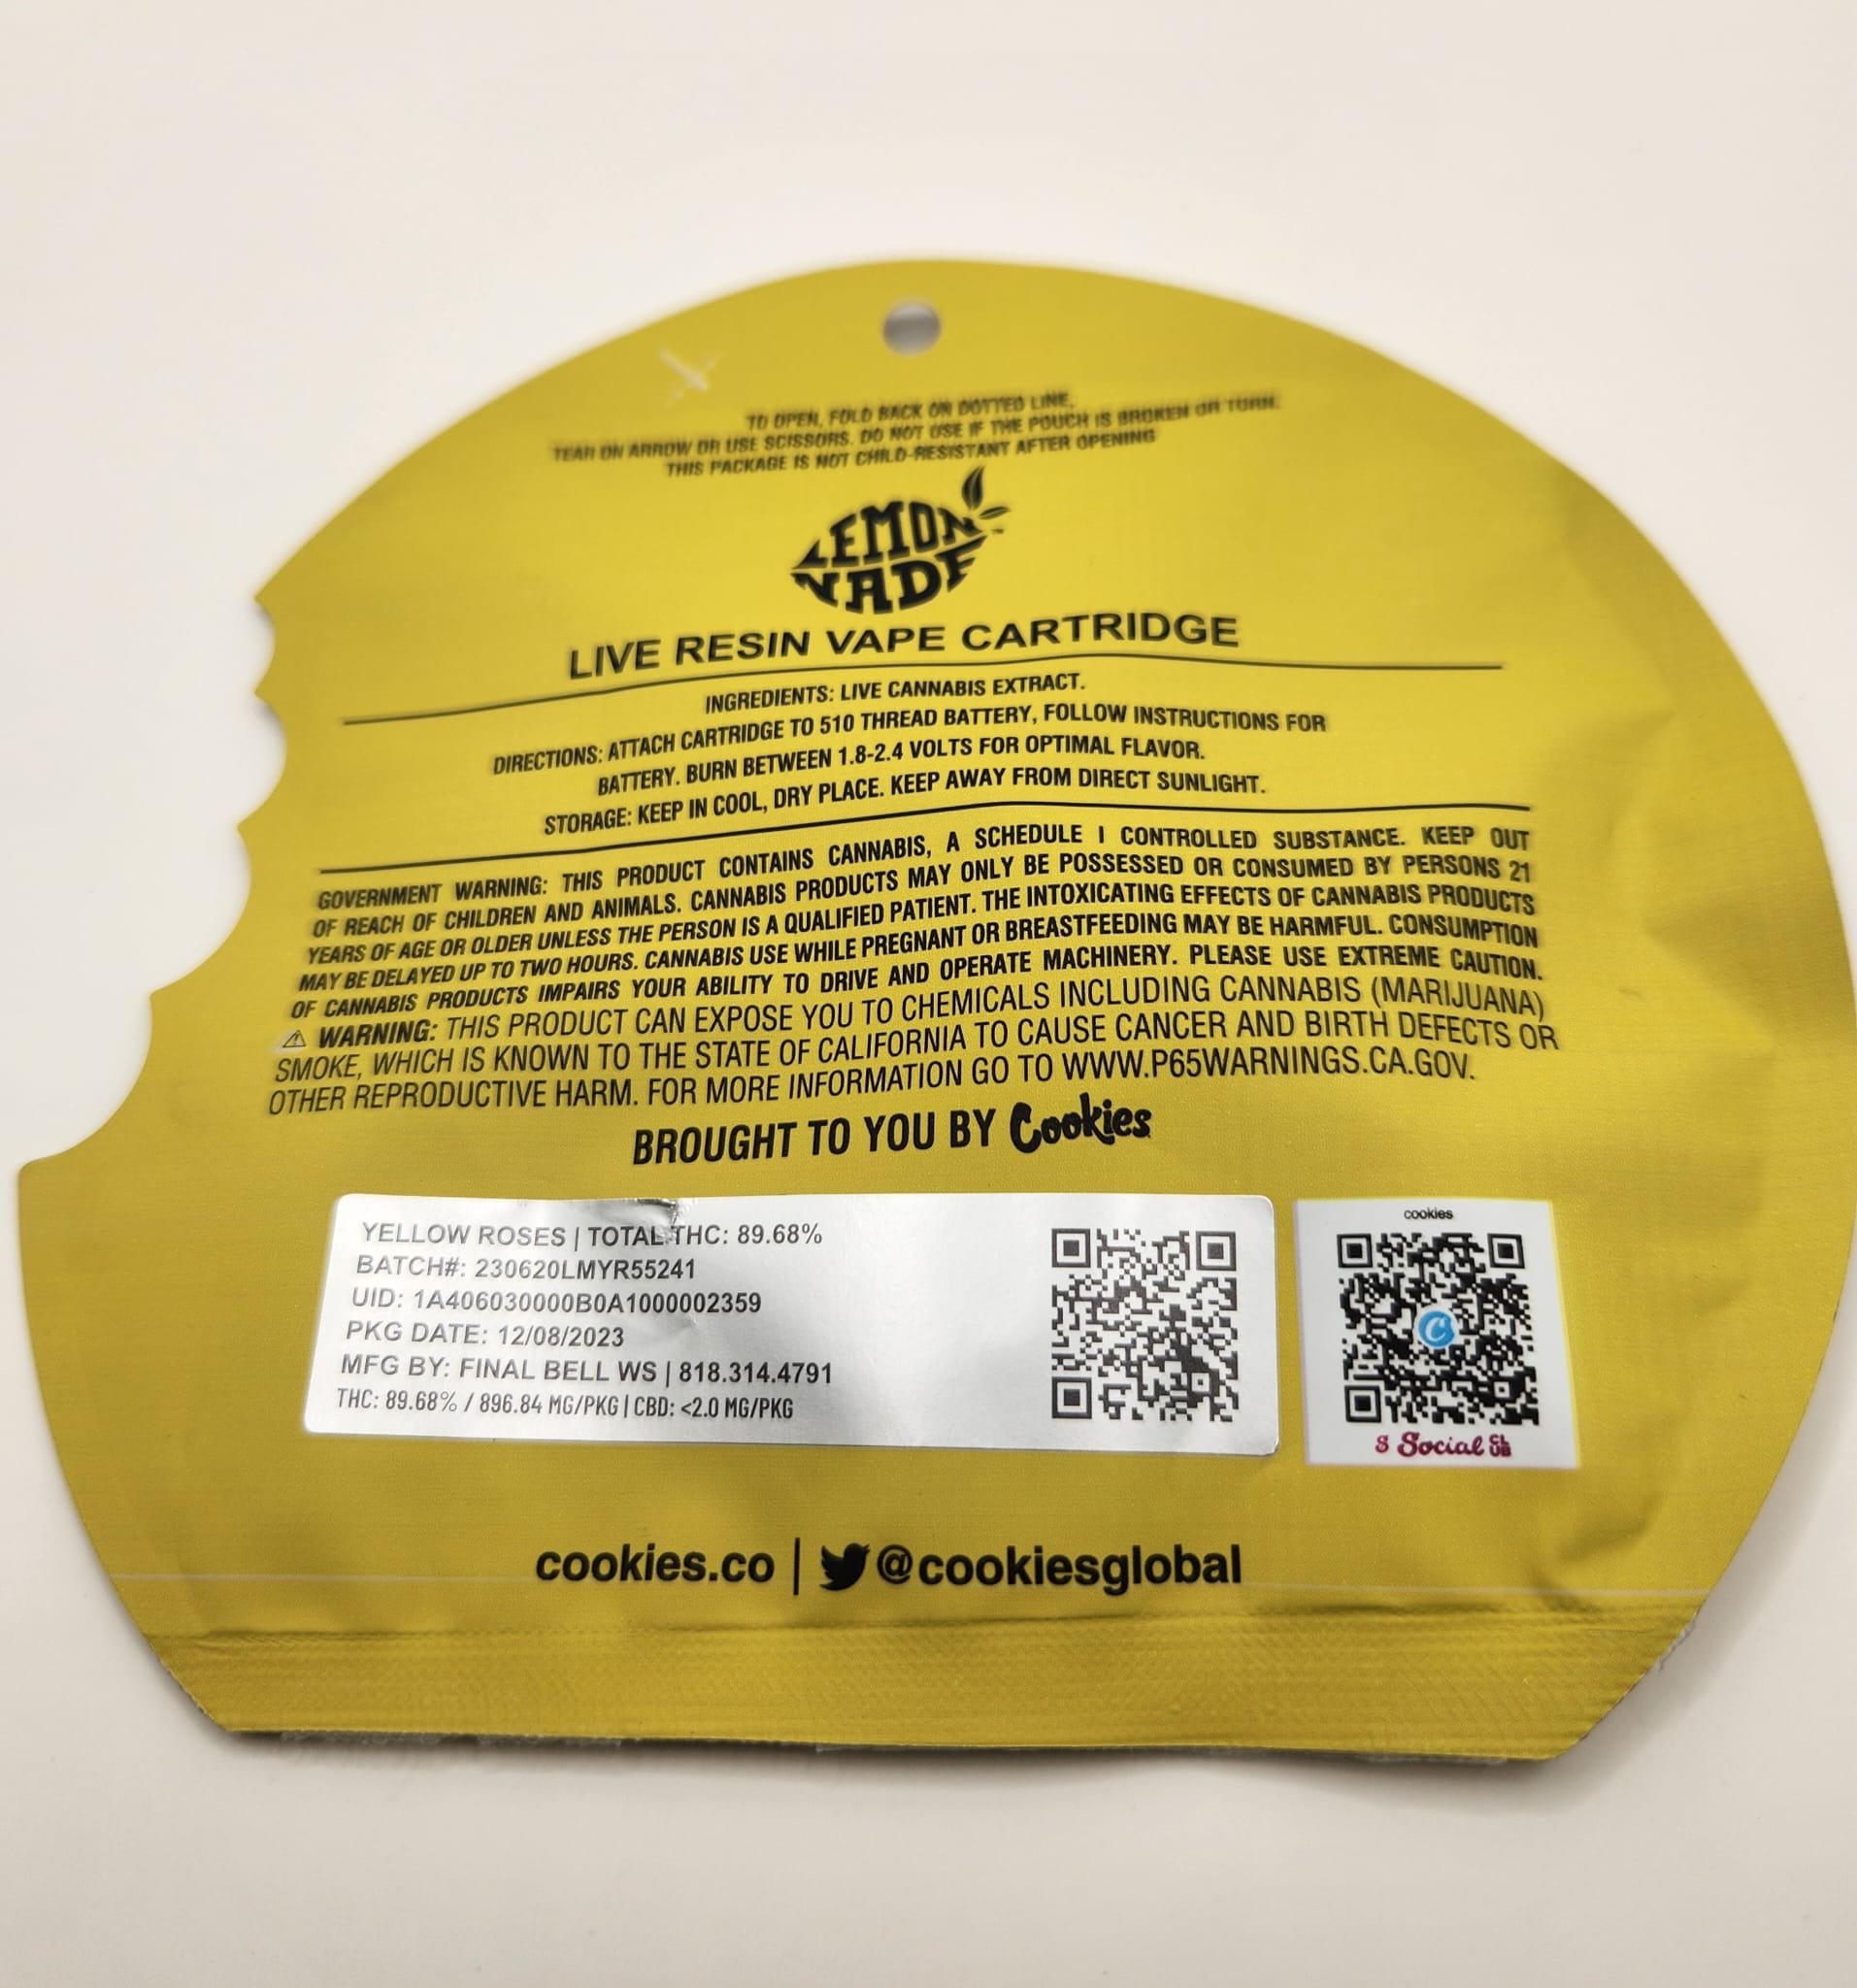 TO OPEN, FOLD BACK ON DOTTED LINE,
TEAR ON ARROW OR USE SCISSORS. DO NOT USE IF THE POUCH IS BROKEN OR TORN.
THIS PACKAGE IS NOT CHILD-RESISTANT AFTER OPENING
LEMON
NADE
LIVE RESIN VAPE CARTRIDGE
INGREDIENTS: LIVE CANNABIS EXTRACT.
DIRECTIONS: ATTACH CARTRIDGE TO 510 THREAD BATTERY, FOLLOW INSTRUCTIONS FOR
BATTERY. BURN BETWEEN 1.8-2.4 VOLTS FOR OPTIMAL FLAVOR.
STORAGE: KEEP IN COOL, DRY PLACE. KEEP AWAY FROM DIRECT SUNLIGHT.
GOVERNMENT WARNING: THIS PRODUCT CONTAINS CANNABIS, A SCHEDULE I CONTROLLED SUBSTANCE. KEEP OUT
OF REACH OF CHILDREN AND ANIMALS. CANNABIS PRODUCTS MAY ONLY BE POSSESSED OR CONSUMED BY PERSONS 21
YEARS OF AGE OR OLDER UNLESS THE PERSON IS A QUALIFIED PATIENT. THE INTOXICATING EFFECTS OF CANNABIS PRODUCTS
MAY BE DELAYED UP TO TWO HOURS. CANNABIS USE WHILE PREGNANT OR BREASTFEEDING MAY BE HARMFUL. CONSUMPTION
OF CANNABIS PRODUCTS IMPAIRS YOUR ABILITY TO DRIVE AND OPERATE MACHINERY. PLEASE USE EXTREME CAUTION.
⚠ WARNING: THIS PRODUCT CAN EXPOSE YOU TO CHEMICALS INCLUDING CANNABIS (MARIJUANA)
SMOKE, WHICH IS KNOWN TO THE STATE OF CALIFORNIA TO CAUSE CANCER AND BIRTH DEFECTS OR
OTHER REPRODUCTIVE HARM. FOR MORE INFORMATION GO TO WWW.P65WARNINGS.CA.GOV.
BROUGHT TO YOU BY Cookies
YELLOW ROSES | TOTAL THC: 89.68%
BATCH#: 230620LMYR55241
UID: 1A406030000B0A1000002359
PKG DATE: 12/08/2023
MFG BY: FINAL BELL WS | 818.314.4791
THC: 89.68% / 896.84 MG/PKG | CBD: <2.0 MG/PKG
cookies
C
Social CLUB
cookies.co | @cookiesglobal